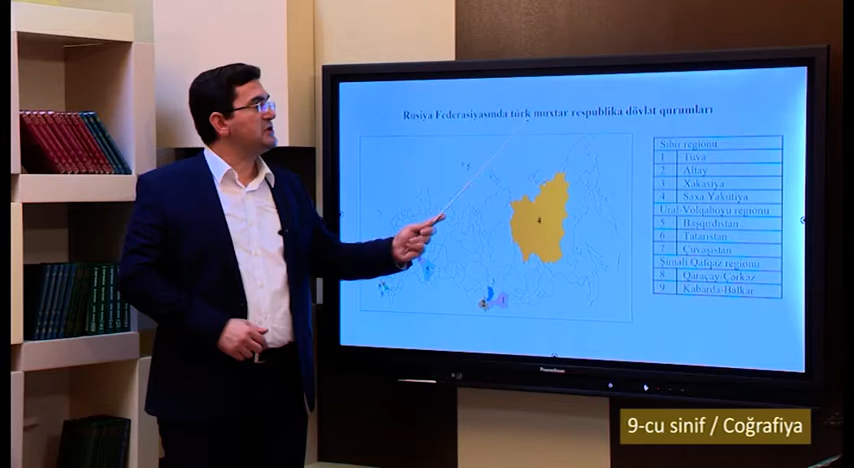 Rusiya Federasiyasında türk muxtar respublika dövlət qurumları
Sibir regionu
1 Tuva
2 Altay
3 Xakasiya
4 Saxa Yakutiya
Ural-Volqaboyu regionu
5 Başqırdıstan
6 Tatarıstan
7 Çuvaşıstan
Şimali Qafqaz regionu
8 Qaraçay-Çərkəz
9 Kabarda-Balkar
4
1
Promethean
9-cu sinif / Coğrafiya